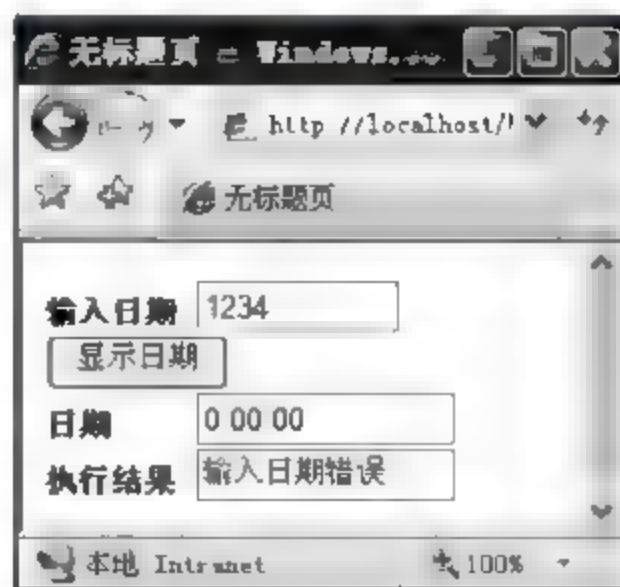 无标题页 - Windows...
http //localhost/
无标题页
输入日期 1234
显示日期
日期 0 00 00
执行结果 输入日期错误
本地 Intranet 100%